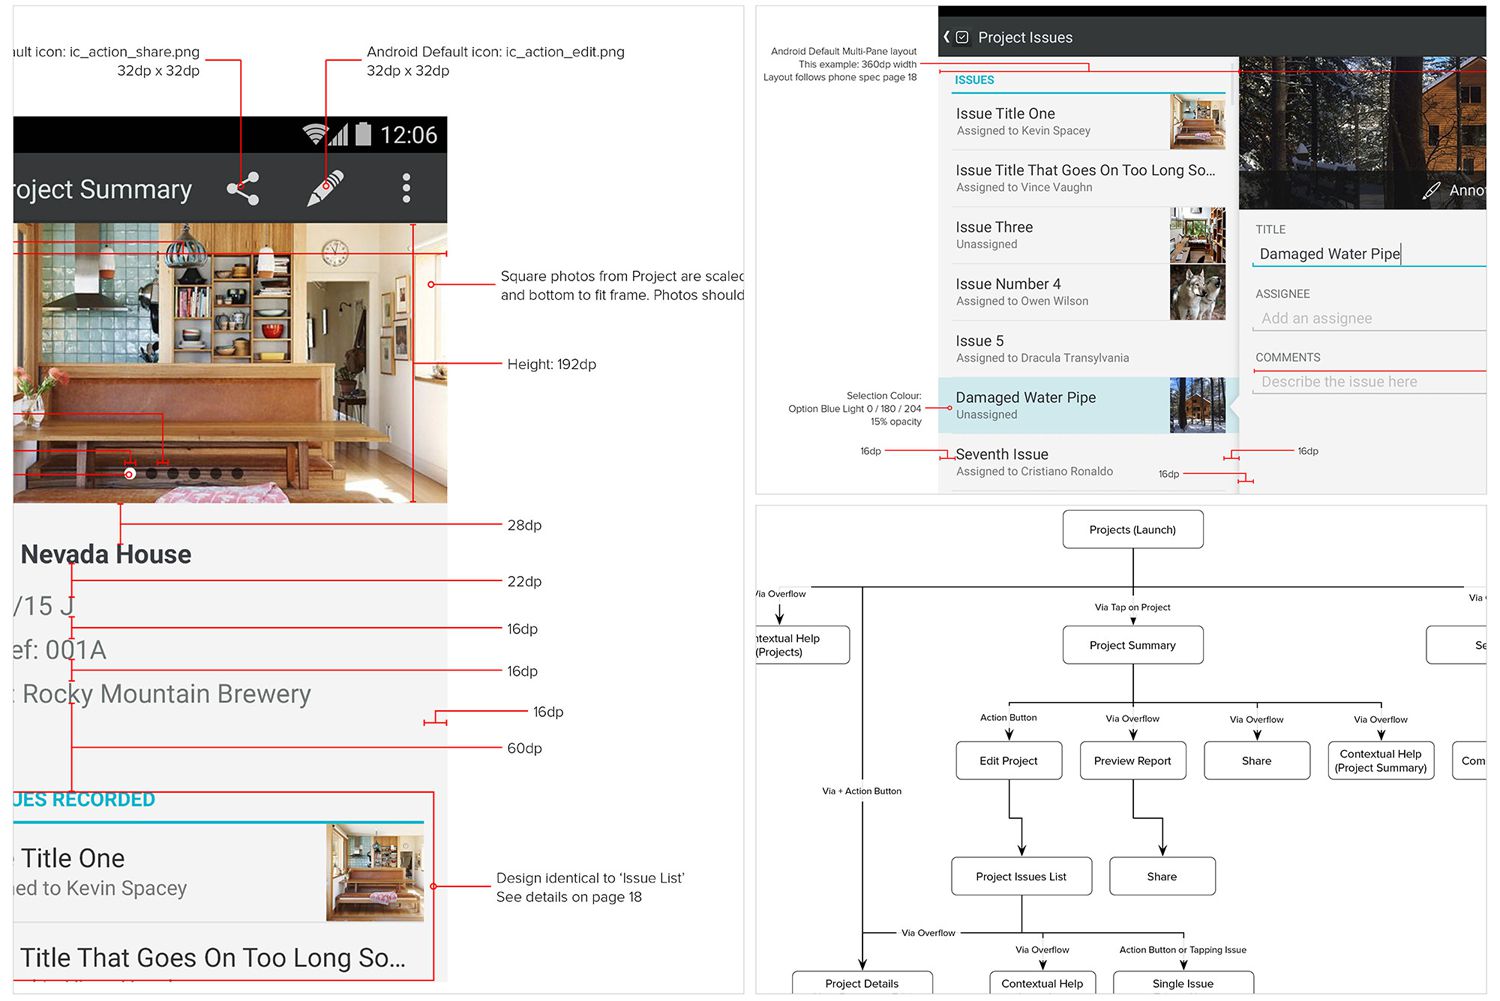 ult icon: ic_action_share.png
32dp x 32dp
Android Default icon: ic_action_edit.png
32dp x 32dp
12:06
roject Summary
Square photos from Project are scaled
and bottom to fit frame. Photos should
Height: 192dp
28dp
Nevada House
22dp
/15 J
16dp
ef: 001A
16dp
: Rocky Mountain Brewery
16dp
60dp
UES RECORDED
Title One
ned to Kevin Spacey
Design identical to ‘Issue List’
See details on page 18
Title That Goes On Too Long So...
Android Default Multi-Pane layout
This example: 360dp width
Layout follows phone spec page 18
Project Issues
ISSUES
Issue Title One
Assigned to Kevin Spacey
Issue Title That Goes On Too Long So...
Assigned to Vince Vaughn
Issue Three
Unassigned
Issue Number 4
Assigned to Owen Wilson
Issue 5
Assigned to Dracula Transylvania
Selection Colour:
Option Blue Light 0 / 180 / 204
15% opacity
Damaged Water Pipe
Unassigned
16dp
Seventh Issue
Assigned to Cristiano Ronaldo
16dp
16dp
Anno
TITLE
Damaged Water Pipe
ASSIGNEE
Add an assignee
COMMENTS
Describe the issue here
Projects (Launch)
Via Overflow
Via Tap on Project
Via
ntextual Help
(Projects)
Project Summary
Se
Action Button
Via Overflow
Via Overflow
Via Overflow
Edit Project
Preview Report
Share
Contextual Help
(Project Summary)
Com
Via + Action Button
Project Issues List
Share
Via Overflow
Via Overflow
Action Button or Tapping Issue
Project Details
Contextual Help
Single Issue